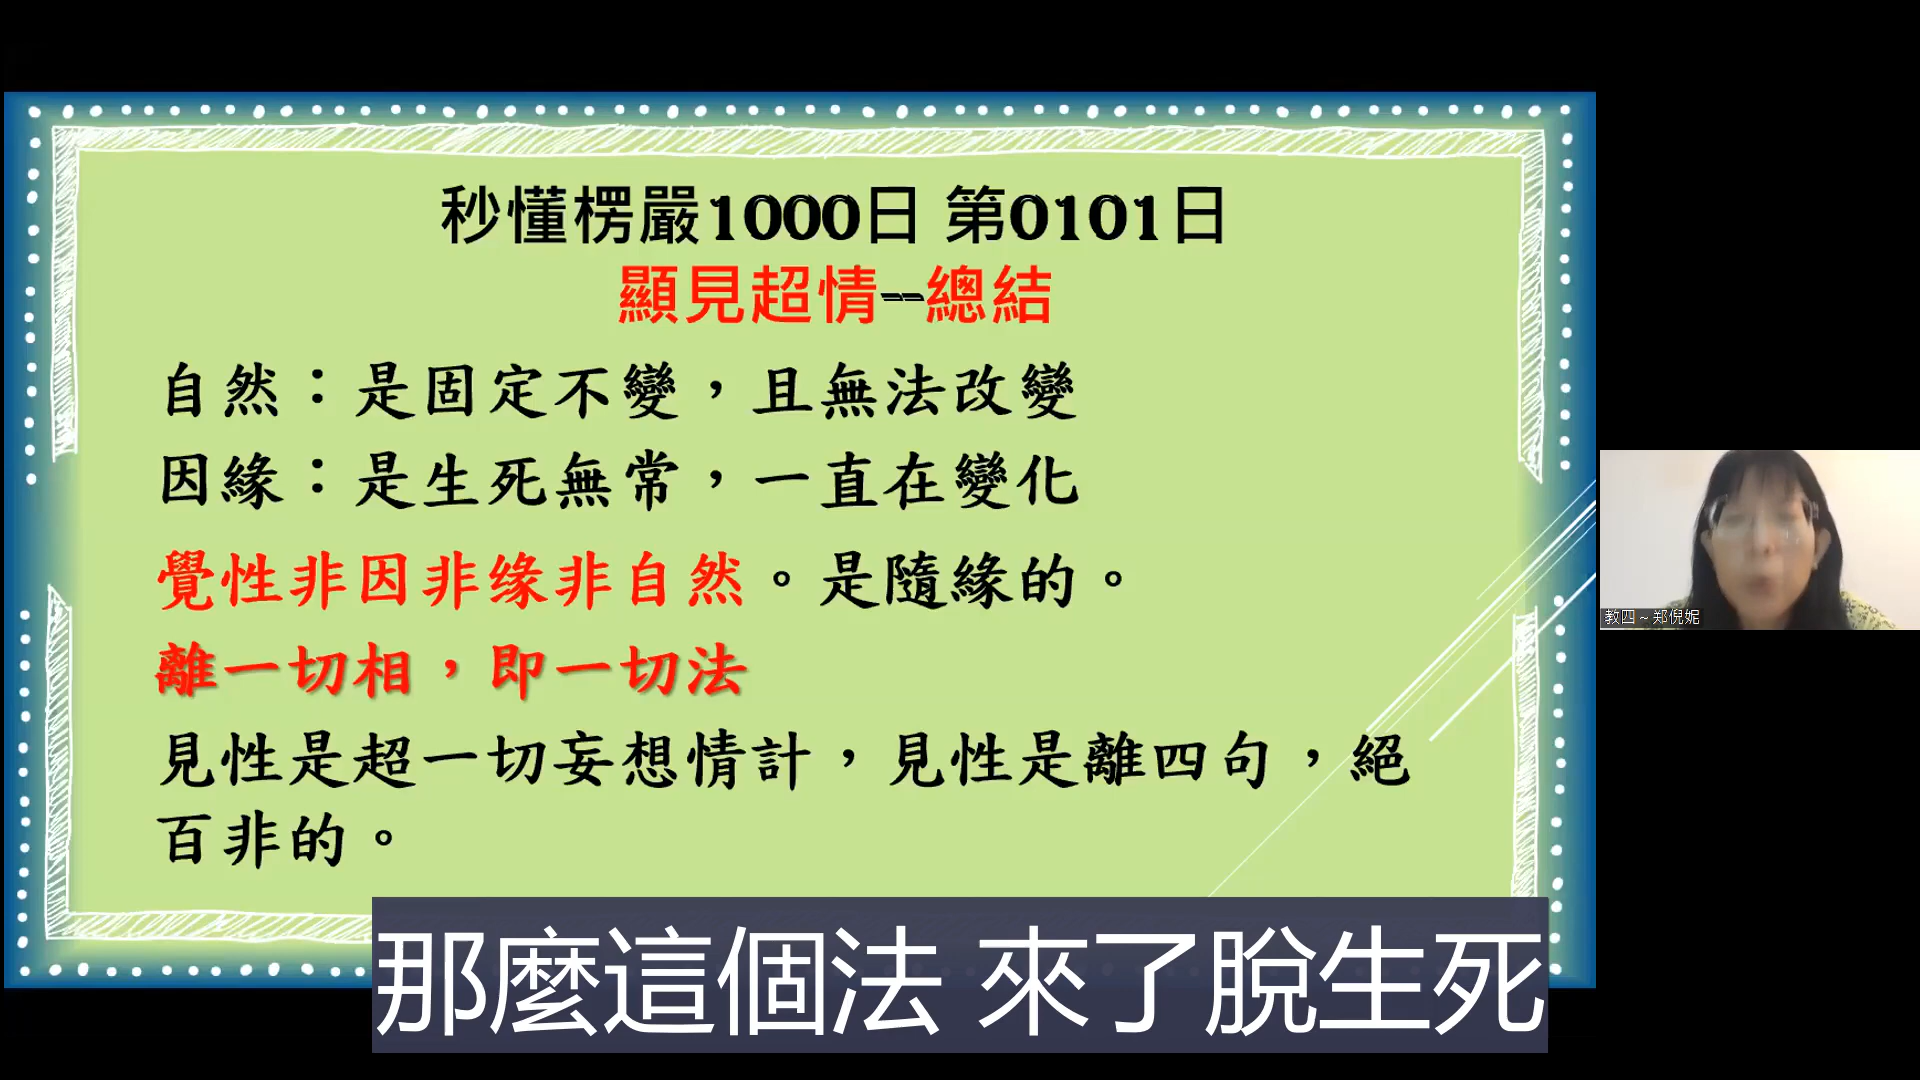 秒懂楞嚴1000日 第0101日
顯見超情--總結
自然：是固定不變，且無法改變
因緣：是生死無常，一直在變化
覺性非因非缘非自然。是隨緣的。
離一切相，即一切法
見性是超一切妄想情計，見性是離四句，絕
百非的。
教四～郑倪妮
那麼這個法 來了脫生死